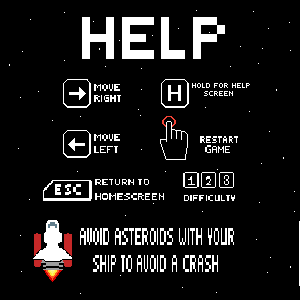 HELP
MOVE
RIGHT
H
HOLD FOR HELP
SCREEN
MOVE
LEFT
RESTART
GAME
ESC
RETURN TO
HOMESCREEN
1 2 3
DIFFICULTY
AVOID ASTEROIDS WITH YOUR
SHIP TO AVOID A CRASH